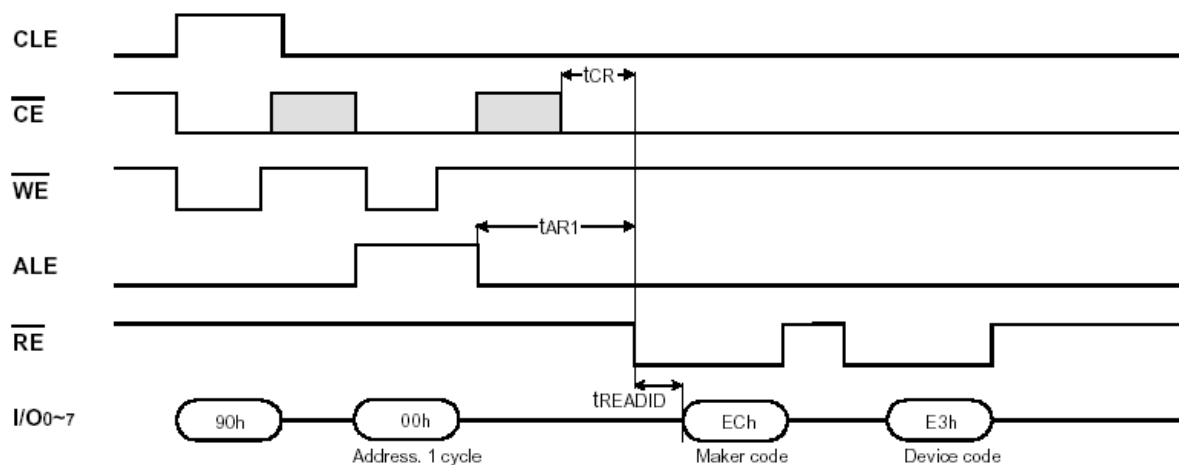 CLE
tCR
CE
WE
tAR1
ALE
RE
tREADID
I/O0~7
90h
00h
ECh
E3h
Address. 1 cycle
Maker code
Device code